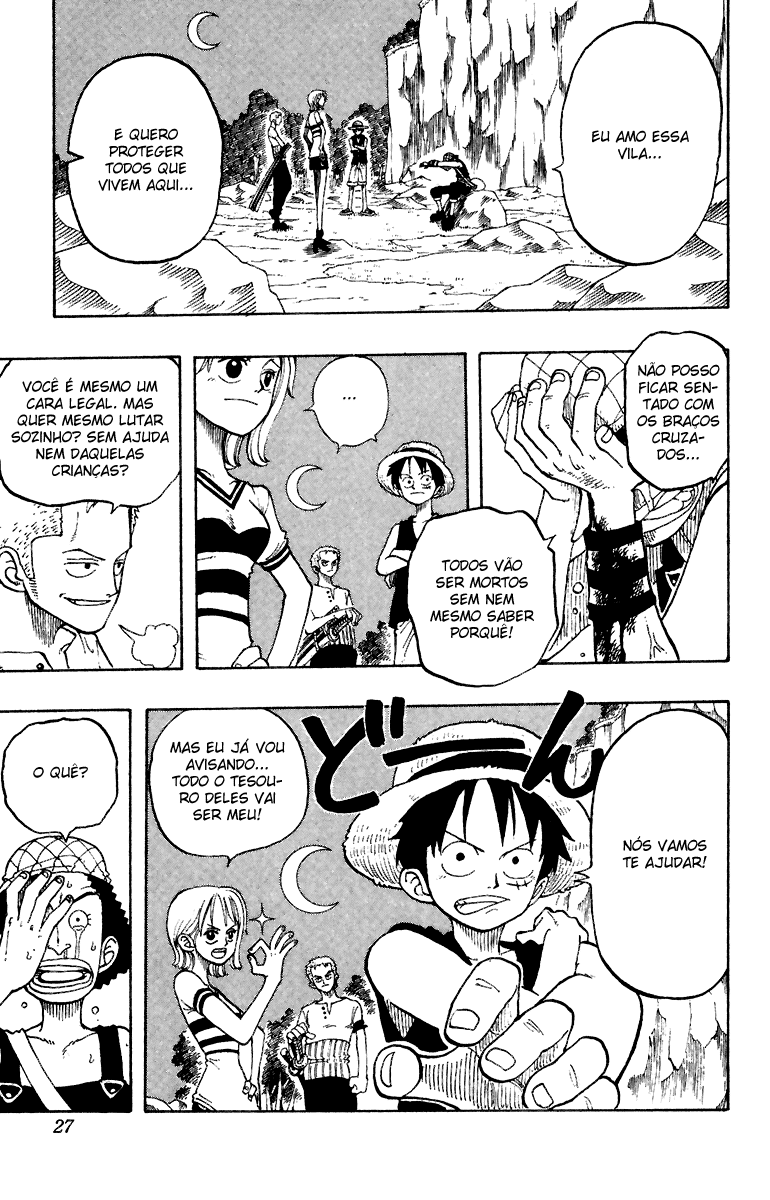 EU AMO ESSA
VILA...
E QUERO
PROTEGER
TODOS QUE
VIVEM AQUI...
NÃO POSSO
FICAR SEN-
TADO COM
OS BRAÇOS
CRUZA-
DOS...
TODOS VÃO
SER MORTOS
SEM NEM
MESMO SABER
PORQUÊ!
...
VOCÊ É MESMO UM
CARA LEGAL. MAS
QUER MESMO LUTAR
SOZINHO? SEM AJUDA
NEM DAQUELAS
CRIANÇAS?
NÓS VAMOS
TE AJUDAR!
どーん
MAS EU JÁ VOU
AVISANDO...
TODO O TESOU-
RO DELES VAI
SER MEU!
O QUÊ?
27